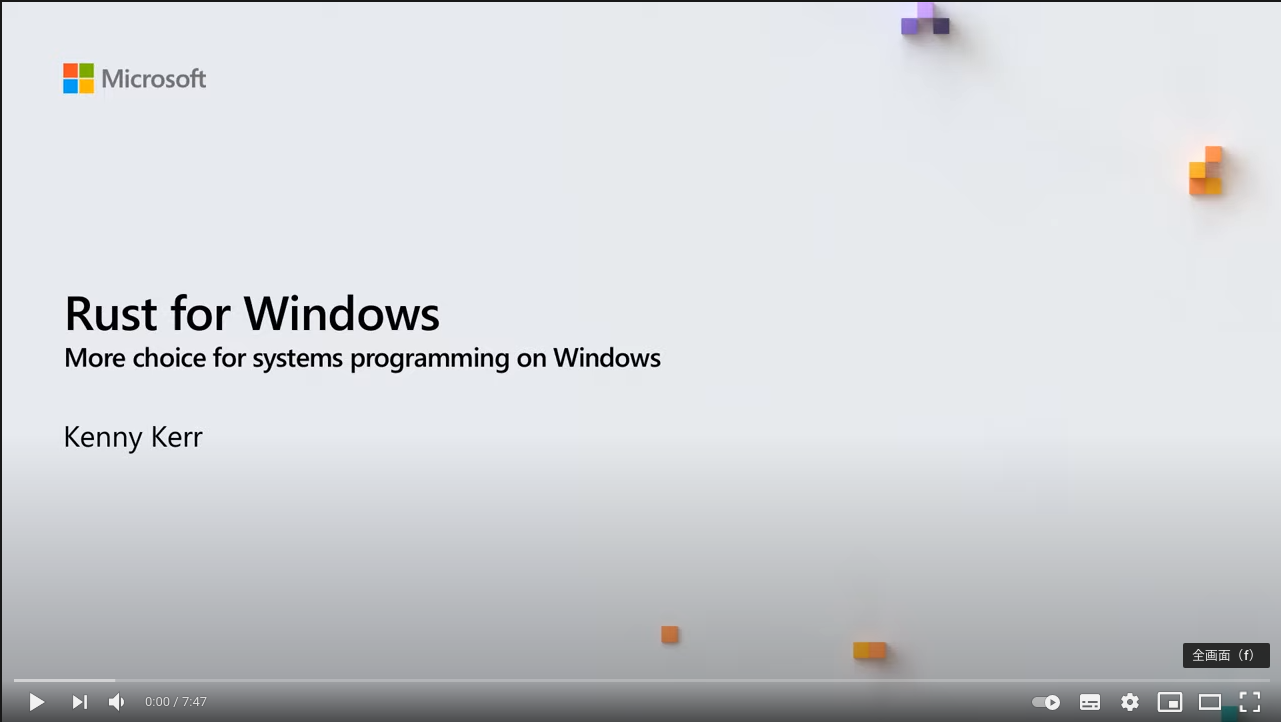 Microsoft
Rust for Windows
More choice for systems programming on Windows
Kenny Kerr
全画面（f）
0:00 / 7:47